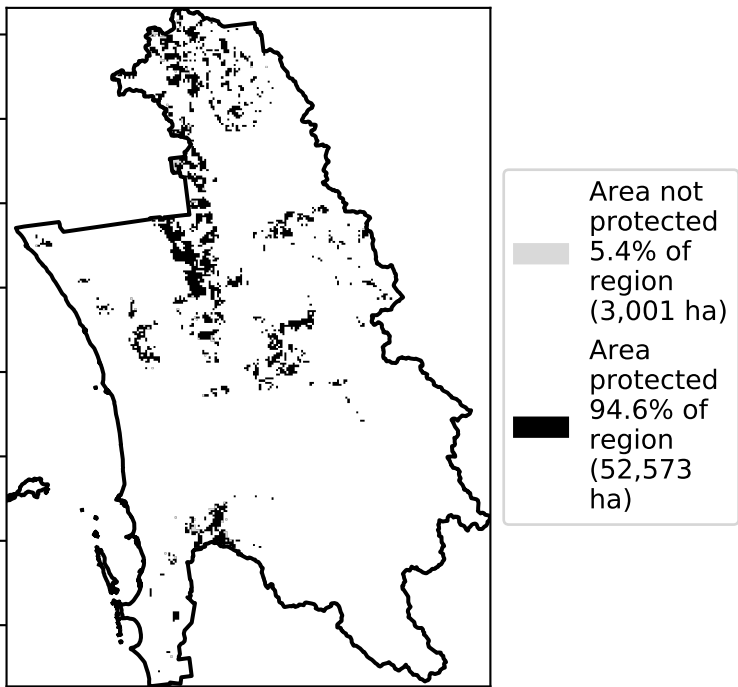 Area not
protected
5.4% of
region
(3,001 ha)
Area
protected
94.6% of
region
(52,573
ha)